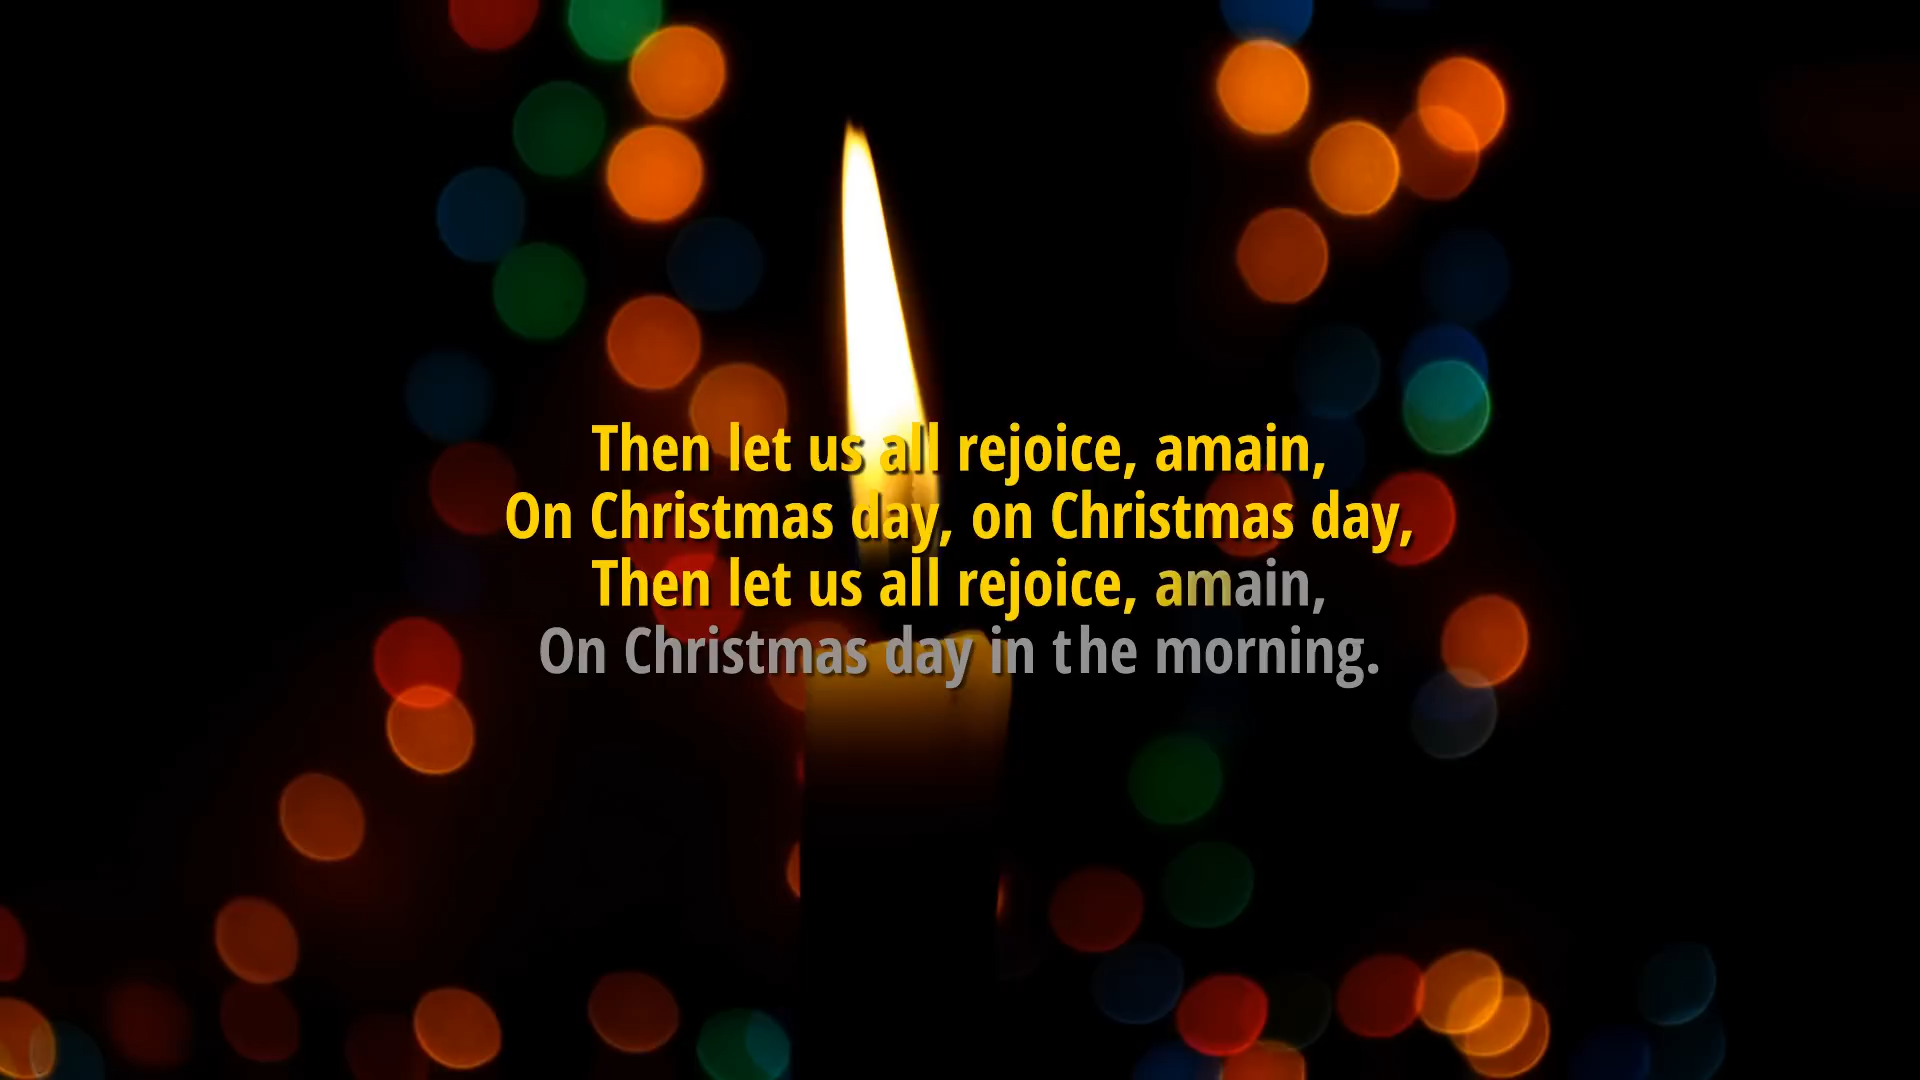 Then let us all rejoice, amain,
On Christmas day, on Christmas day,
Then let us all rejoice, amain,
On Christmas day in the morning.